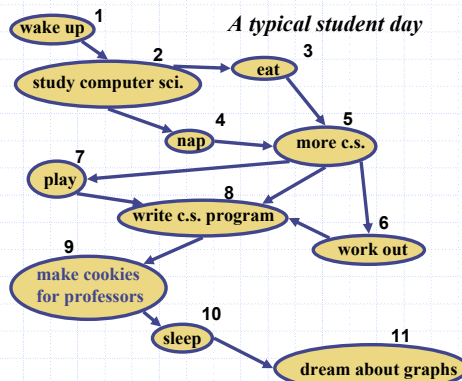 A typical student day
1
wake up
2
study computer sci.
3
eat
4
nap
5
more c.s.
7
play
8
write c.s. program
6
work out
9
make cookies
for professors
10
sleep
11
dream about graphs